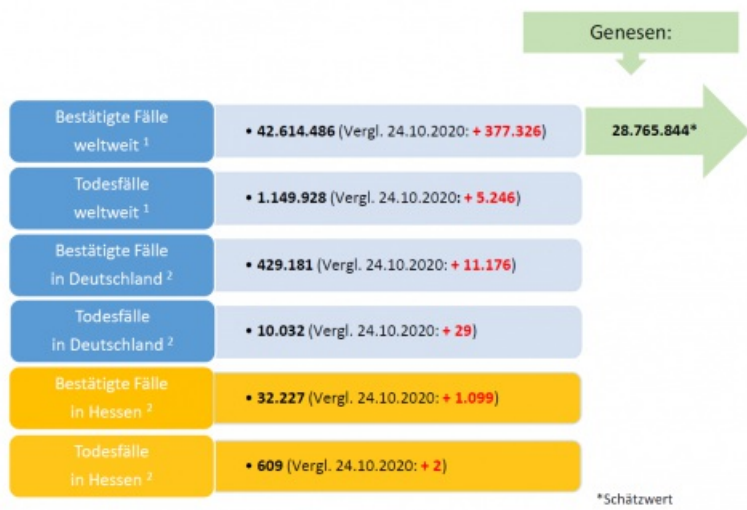 Genesen:
Bestätigte Fälle
weltweit ¹
• 42.614.486 (Vergl. 24.10.2020: + 377.326)
28.765.844*
Todesfälle
weltweit ¹
• 1.149.928 (Vergl. 24.10.2020: + 5.246)
Bestätigte Fälle
in Deutschland ²
• 429.181 (Vergl. 24.10.2020: + 11.176)
Todesfälle
in Deutschland ²
• 10.032 (Vergl. 24.10.2020: + 29)
Bestätigte Fälle
in Hessen ²
• 32.227 (Vergl. 24.10.2020: + 1.099)
Todesfälle
in Hessen ²
• 609 (Vergl. 24.10.2020: + 2)
*Schätzwert